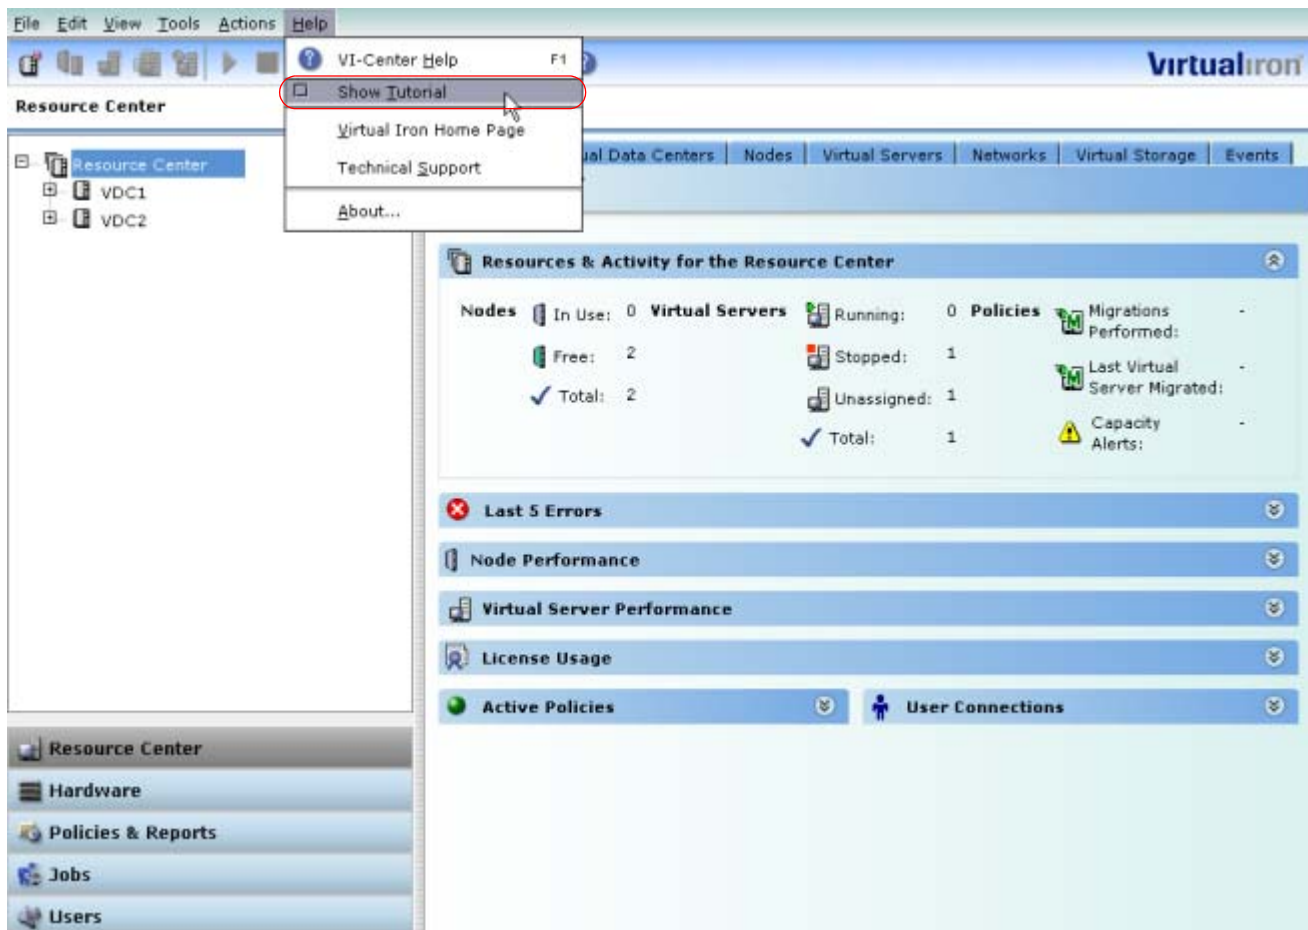 File Edit View Tools Actions Help
VI-Center Help F1
Show Tutorial
Virtual Iron Home Page
Technical Support
About...
VirtualIron
Resource Center
Resource Center
VDC1
VDC2
Data Centers Nodes Virtual Servers Networks Virtual Storage Events
Resources & Activity for the Resource Center
Nodes In Use: 0 Virtual Servers Running: 0 Policies Migrations Performed: -
Free: 2 Stopped: 1 Last Virtual Server Migrated: -
Total: 2 Unassigned: 1 Capacity Alerts: -
Total: 1
Last 5 Errors
Node Performance
Virtual Server Performance
License Usage
Active Policies User Connections
Resource Center
Hardware
Policies & Reports
Jobs
Users